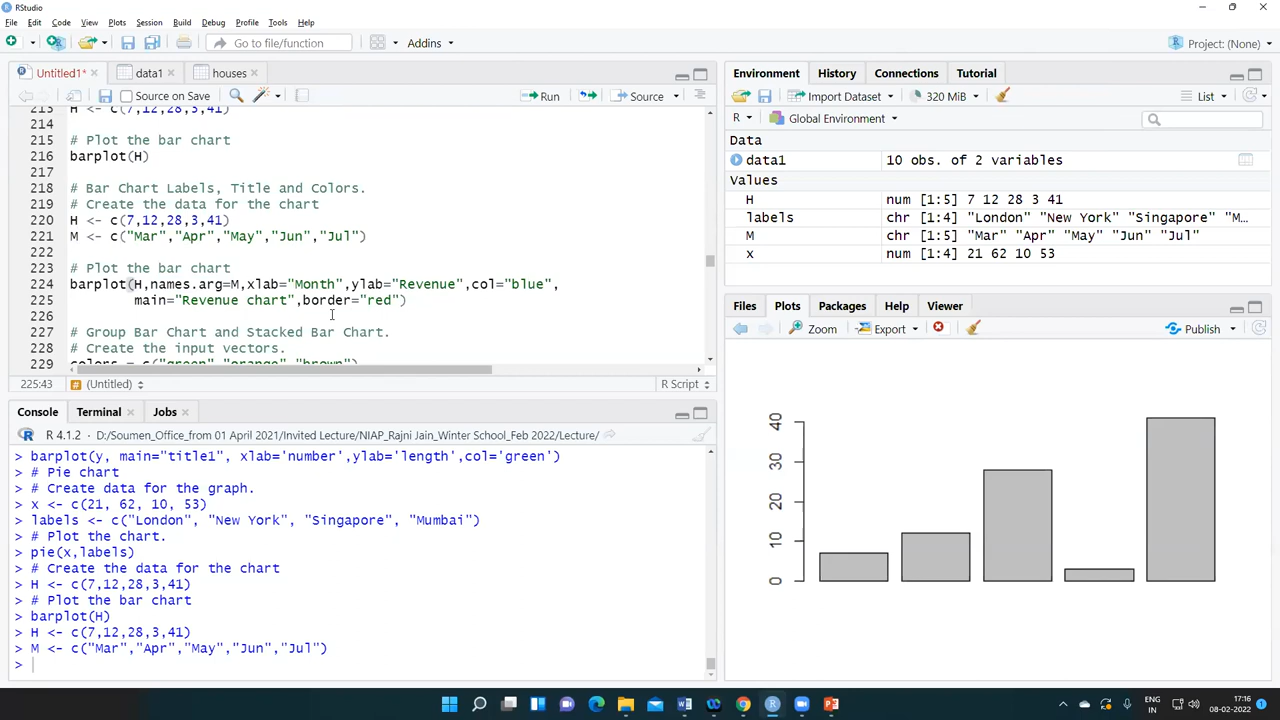 RStudio
File Edit Code View Plots Session Build Debug Profile Tools Help
Go to file/function Addins Project: (None)
Untitled1* data1 houses
Source on Save Run Source
213 H <- c(7,12,28,3,41)
214
215 # Plot the bar chart
216 barplot(H)
217
218 # Bar Chart Labels, Title and Colors.
219 # Create the data for the chart
220 H <- c(7,12,28,3,41)
221 M <- c("Mar","Apr","May","Jun","Jul")
222
223 # Plot the bar chart
224 barplot(H,names.arg=M,xlab="Month",ylab="Revenue",col="blue",
225 main="Revenue chart",border="red")
226
227 # Group Bar Chart and Stacked Bar Chart.
228 # Create the input vectors.
229 colors = c("green","orange","brown")
225:43 (Untitled) R Script
Console Terminal Jobs
R 4.1.2 . D:/Soumen_Office_from 01 April 2021/Invited Lecture/NIAP_Rajni Jain_Winter School_Feb 2022/Lecture/
> barplot(y, main="title1", xlab='number',ylab='length',col='green')
> # Pie chart
> # Create data for the graph.
> x <- c(21, 62, 10, 53)
> labels <- c("London", "New York", "Singapore", "Mumbai")
> # Plot the chart.
> pie(x,labels)
> # Create the data for the chart
> H <- c(7,12,28,3,41)
> # Plot the bar chart
> barplot(H)
> H <- c(7,12,28,3,41)
> M <- c("Mar","Apr","May","Jun","Jul")
>
Environment History Connections Tutorial
Import Dataset 320 MiB List
R Global Environment
Data
data1 10 obs. of 2 variables
Values
H num [1:5] 7 12 28 3 41
labels chr [1:4] "London" "New York" "Singapore" "M…
M chr [1:5] "Mar" "Apr" "May" "Jun" "Jul"
x num [1:4] 21 62 10 53
Files Plots Packages Help Viewer
Zoom Export Publish
40
30
20
10
0
ENG
IN
17:16
08-02-2022